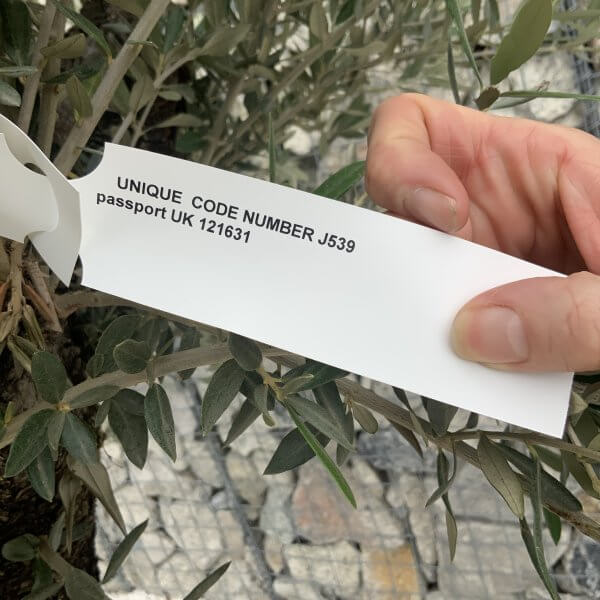 UNIQUE CODE NUMBER J539
passport UK 121631